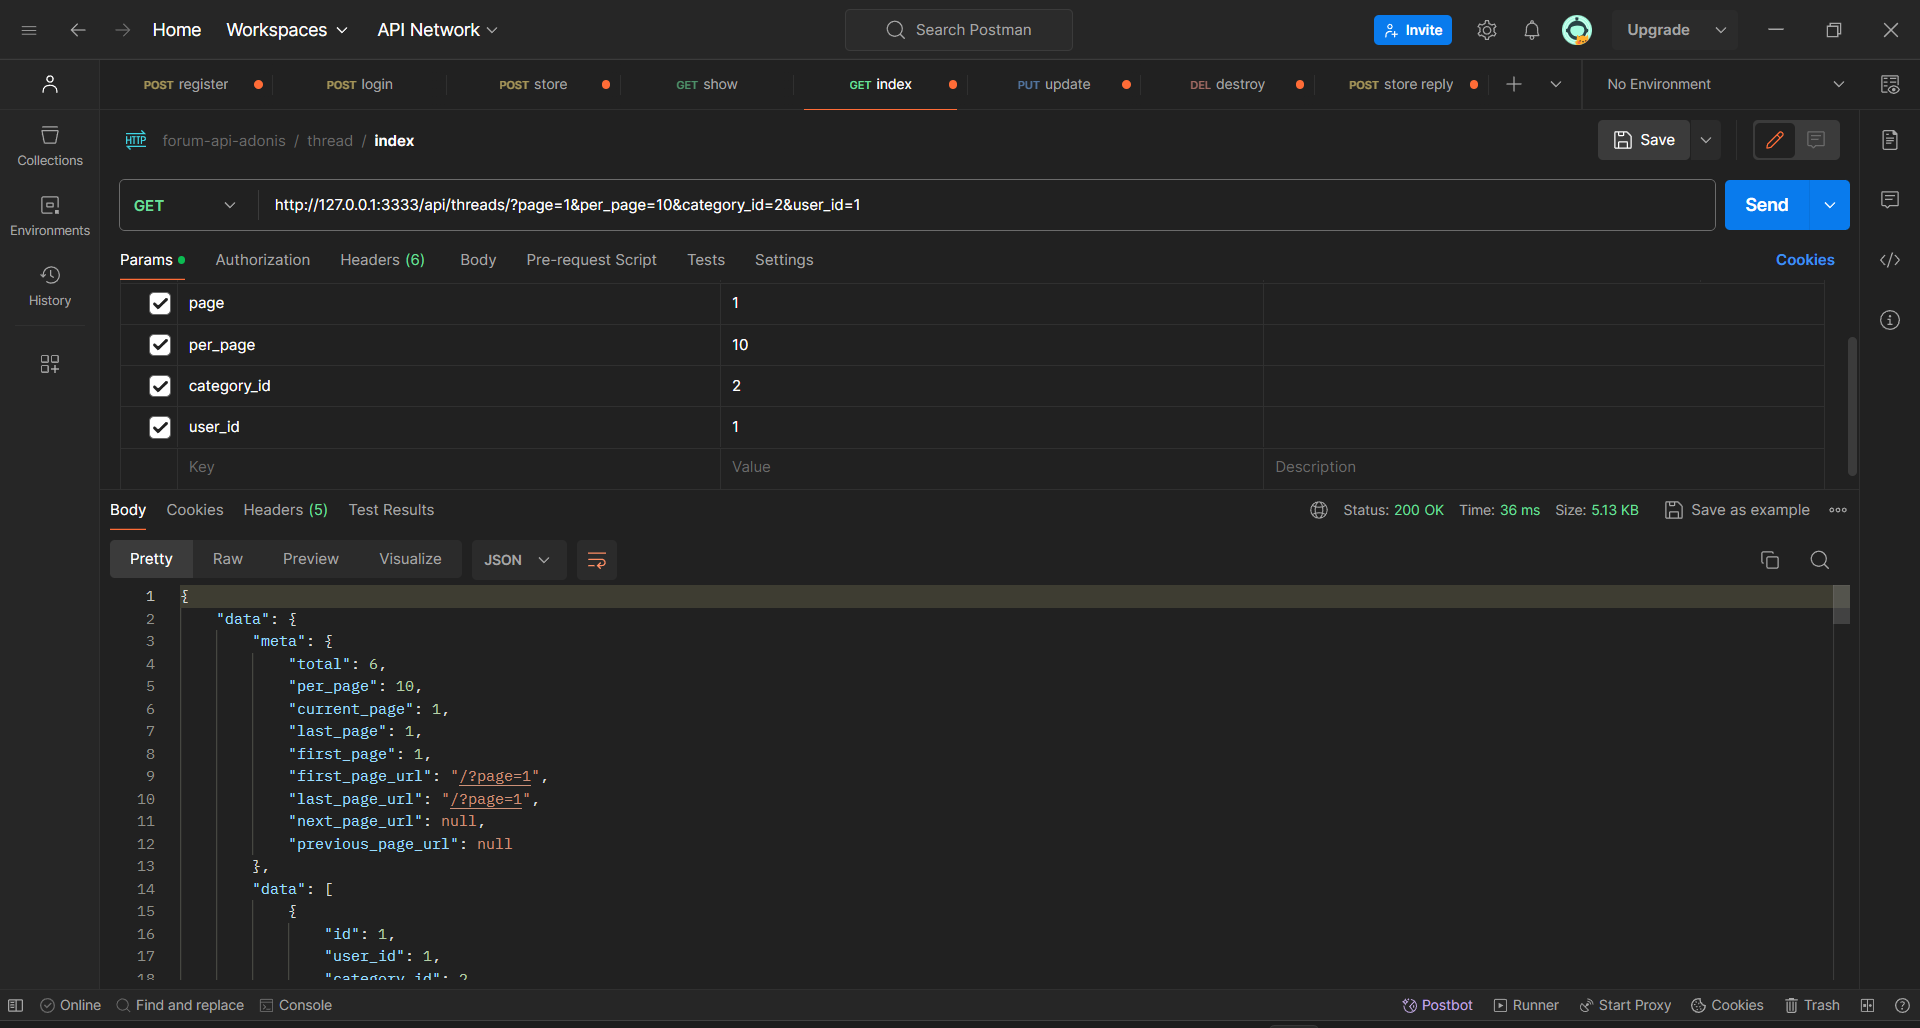 Home Workspaces API Network Search Postman Invite Upgrade
POST register POST login POST store GET show GET index PUT update DEL destroy POST store reply No Environment
HTTP forum-api-adonis / thread / index Save
Collections
GET http://127.0.0.1:3333/api/threads/?page=1&per_page=10&category_id=2&user_id=1 Send
Environments
Params Authorization Headers (6) Body Pre-request Script Tests Settings Cookies
History
page 1
per_page 10
category_id 2
user_id 1
Key Value Description
Body Cookies Headers (5) Test Results Status: 200 OK Time: 36 ms Size: 5.13 KB Save as example
Pretty Raw Preview Visualize JSON
1 {
2 "data": {
3 "meta": {
4 "total": 6,
5 "per_page": 10,
6 "current_page": 1,
7 "last_page": 1,
8 "first_page": 1,
9 "first_page_url": "/?page=1",
10 "last_page_url": "/?page=1",
11 "next_page_url": null,
12 "previous_page_url": null
13 },
14 "data": [
15 {
16 "id": 1,
17 "user_id": 1,
18 "category_id": 2
Online Find and replace Console Postbot Runner Start Proxy Cookies Trash